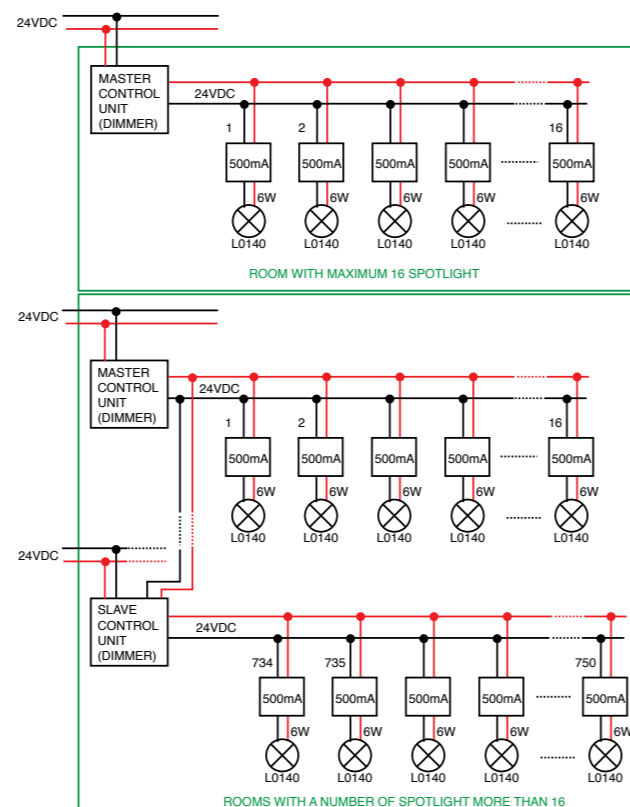 24VDC
MASTER
CONTROL
UNIT
(DIMMER)
24VDC
1
2
16
500mA
500mA
500mA
500mA
500mA
6W
6W
6W
6W
6W
L0140
L0140
L0140
L0140
L0140
ROOM WITH MAXIMUM 16 SPOTLIGHT
24VDC
MASTER
CONTROL
UNIT
(DIMMER)
24VDC
1
2
16
500mA
500mA
500mA
500mA
500mA
6W
6W
6W
6W
6W
L0140
L0140
L0140
L0140
L0140
24VDC
SLAVE
CONTROL
UNIT
(DIMMER)
24VDC
734
735
750
500mA
500mA
500mA
500mA
500mA
6W
6W
6W
6W
6W
L0140
L0140
L0140
L0140
L0140
ROOMS WITH A NUMBER OF SPOTLIGHT MORE THAN 16